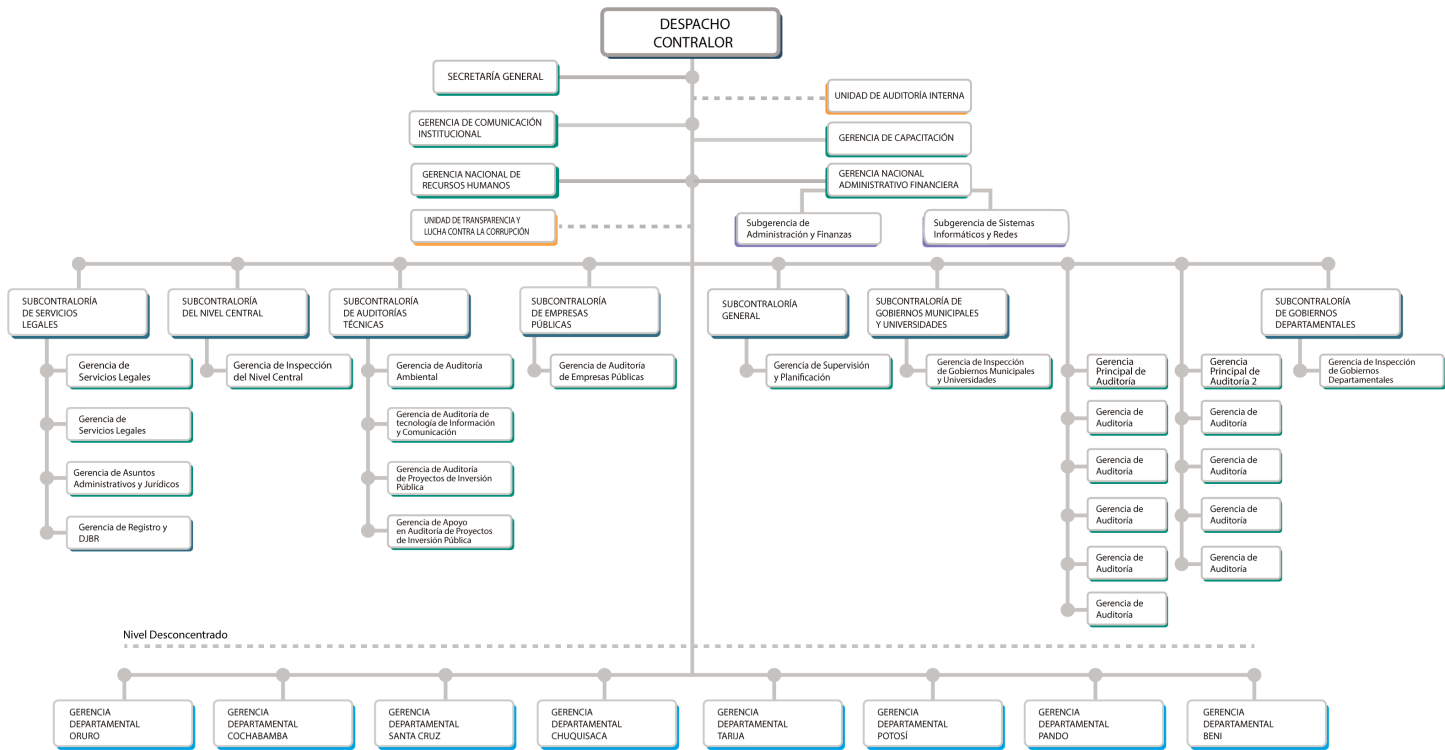 DESPACHO
CONTRALOR
SECRETARÍA GENERAL
UNIDAD DE AUDITORÍA INTERNA
GERENCIA DE COMUNICACIÓN
INSTITUCIONAL
GERENCIA DE CAPACITACIÓN
GERENCIA NACIONAL DE
RECURSOS HUMANOS
GERENCIA NACIONAL
ADMINISTRATIVO FINANCIERA
UNIDAD DE TRANSPARENCIA Y
LUCHA CONTRA LA CORRUPCIÓN
Subgerencia de
Administración y Finanzas
Subgerencia de Sistemas
Informáticos y Redes
SUBCONTRALORÍA
DE SERVICIOS
LEGALES
SUBCONTRALORÍA
DEL NIVEL CENTRAL
SUBCONTRALORÍA
DE AUDITORÍAS
TÉCNICAS
SUBCONTRALORÍA
DE EMPRESAS
PÚBLICAS
SUBCONTRALORÍA
GENERAL
SUBCONTRALORÍA DE
GOBIERNOS MUNICIPALES
Y UNIVERSIDADES
SUBCONTRALORÍA
DE GOBIERNOS
DEPARTAMENTALES
Gerencia de
Servicios Legales
Gerencia de
Servicios Legales
Gerencia de Asuntos
Administrativos y Jurídicos
Gerencia de Registro y
DJBR
Gerencia de Inspección
del Nivel Central
Gerencia de Auditoría
Ambiental
Gerencia de Auditoría de
tecnología de Información
y Comunicación
Gerencia de Auditoría
de Proyectos de Inversión
Pública
Gerencia de Apoyo
en Auditoría de Proyectos
de Inversión Pública
Gerencia de Auditoría
de Empresas Públicas
Gerencia de Supervisión
y Planificación
Gerencia de Inspección
de Gobiernos Municipales
y Universidades
Gerencia
Principal de
Auditoría
Gerencia de
Auditoría
Gerencia de
Auditoría
Gerencia de
Auditoría
Gerencia de
Auditoría
Gerencia de
Auditoría
Gerencia
Principal de
Auditoría 2
Gerencia de
Auditoría
Gerencia de
Auditoría
Gerencia de
Auditoría
Gerencia de
Auditoría
Gerencia de Inspección
de Gobiernos
Departamentales
Nivel Desconcentrado
GERENCIA
DEPARTAMENTAL
ORURO
GERENCIA
DEPARTAMENTAL
COCHABAMBA
GERENCIA
DEPARTAMENTAL
SANTA CRUZ
GERENCIA
DEPARTAMENTAL
CHUQUISACA
GERENCIA
DEPARTAMENTAL
TARIJA
GERENCIA
DEPARTAMENTAL
POTOSÍ
GERENCIA
DEPARTAMENTAL
PANDO
GERENCIA
DEPARTAMENTAL
BENI